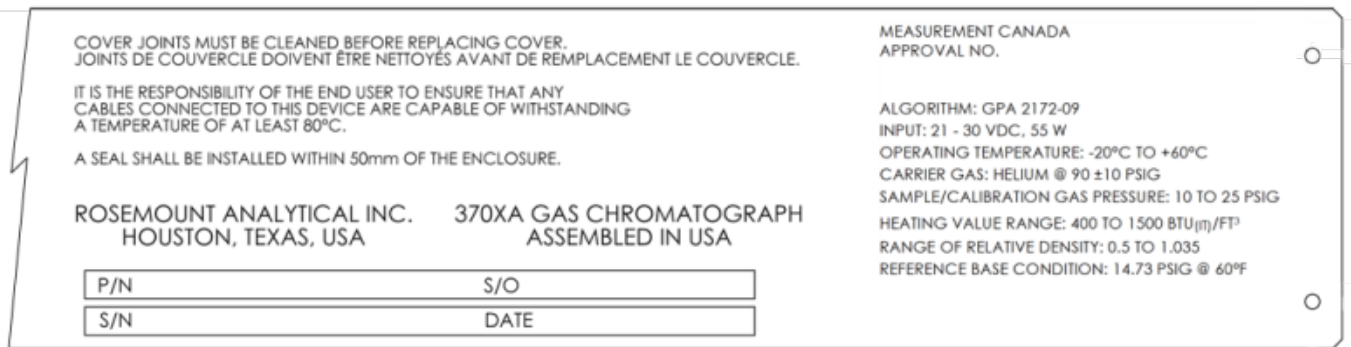 COVER JOINTS MUST BE CLEANED BEFORE REPLACING COVER.
JOINTS DE COUVERCLE DOIVENT ÊTRE NETTOYÉS AVANT DE REMPLACEMENT LE COUVERCLE.
IT IS THE RESPONSIBILITY OF THE END USER TO ENSURE THAT ANY
CABLES CONNECTED TO THIS DEVICE ARE CAPABLE OF WITHSTANDING
A TEMPERATURE OF AT LEAST 80ºC.
A SEAL SHALL BE INSTALLED WITHIN 50mm OF THE ENCLOSURE.
ROSEMOUNT ANALYTICAL INC.
HOUSTON, TEXAS, USA
370XA GAS CHROMATOGRAPH
ASSEMBLED IN USA
P/N S/O
S/N DATE
MEASUREMENT CANADA
APPROVAL NO.
ALGORITHM: GPA 2172-09
INPUT: 21 - 30 VDC, 55 W
OPERATING TEMPERATURE: -20ºC TO +60ºC
CARRIER GAS: HELIUM @ 90 ±10 PSIG
SAMPLE/CALIBRATION GAS PRESSURE: 10 TO 25 PSIG
HEATING VALUE RANGE: 400 TO 1500 BTU(IT)/FT³
RANGE OF RELATIVE DENSITY: 0.5 TO 1.035
REFERENCE BASE CONDITION: 14.73 PSIG @ 60ºF